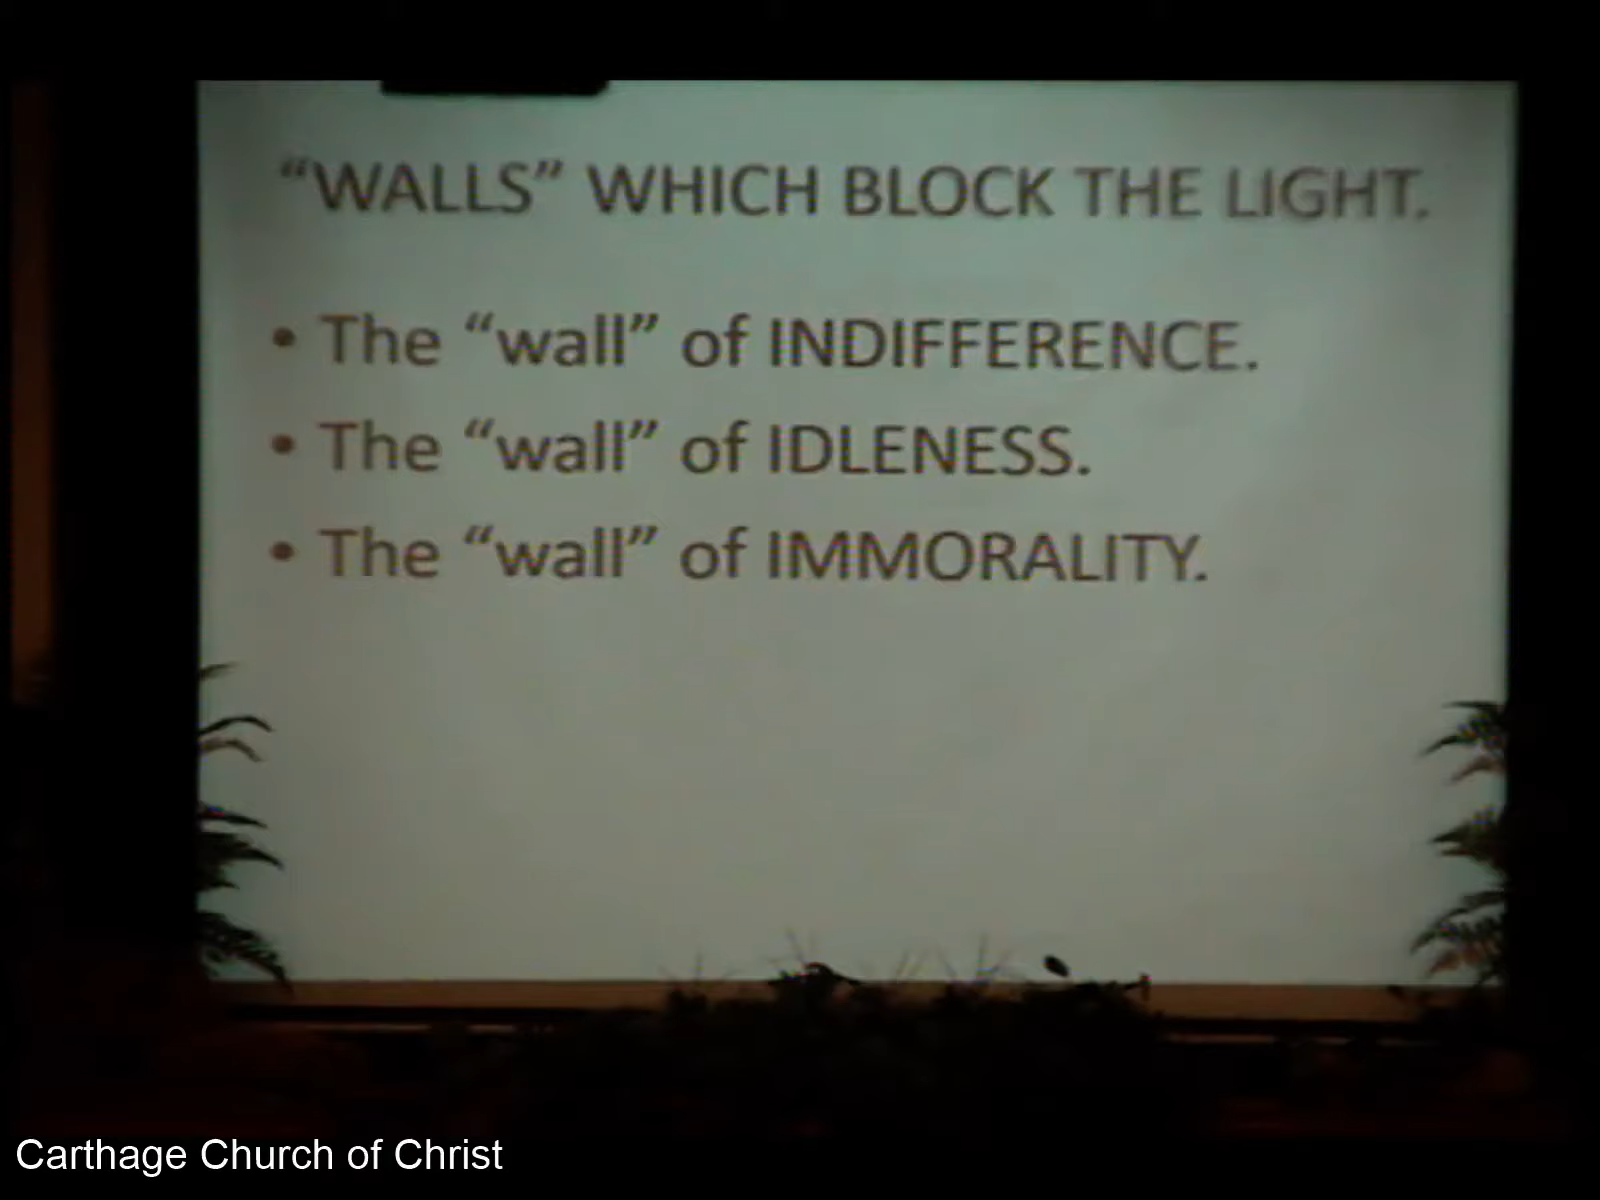 “WALLS” WHICH BLOCK THE LIGHT.
• The “wall” of INDIFFERENCE.
• The “wall” of IDLENESS.
• The “wall” of IMMORALITY.
Carthage Church of Christ